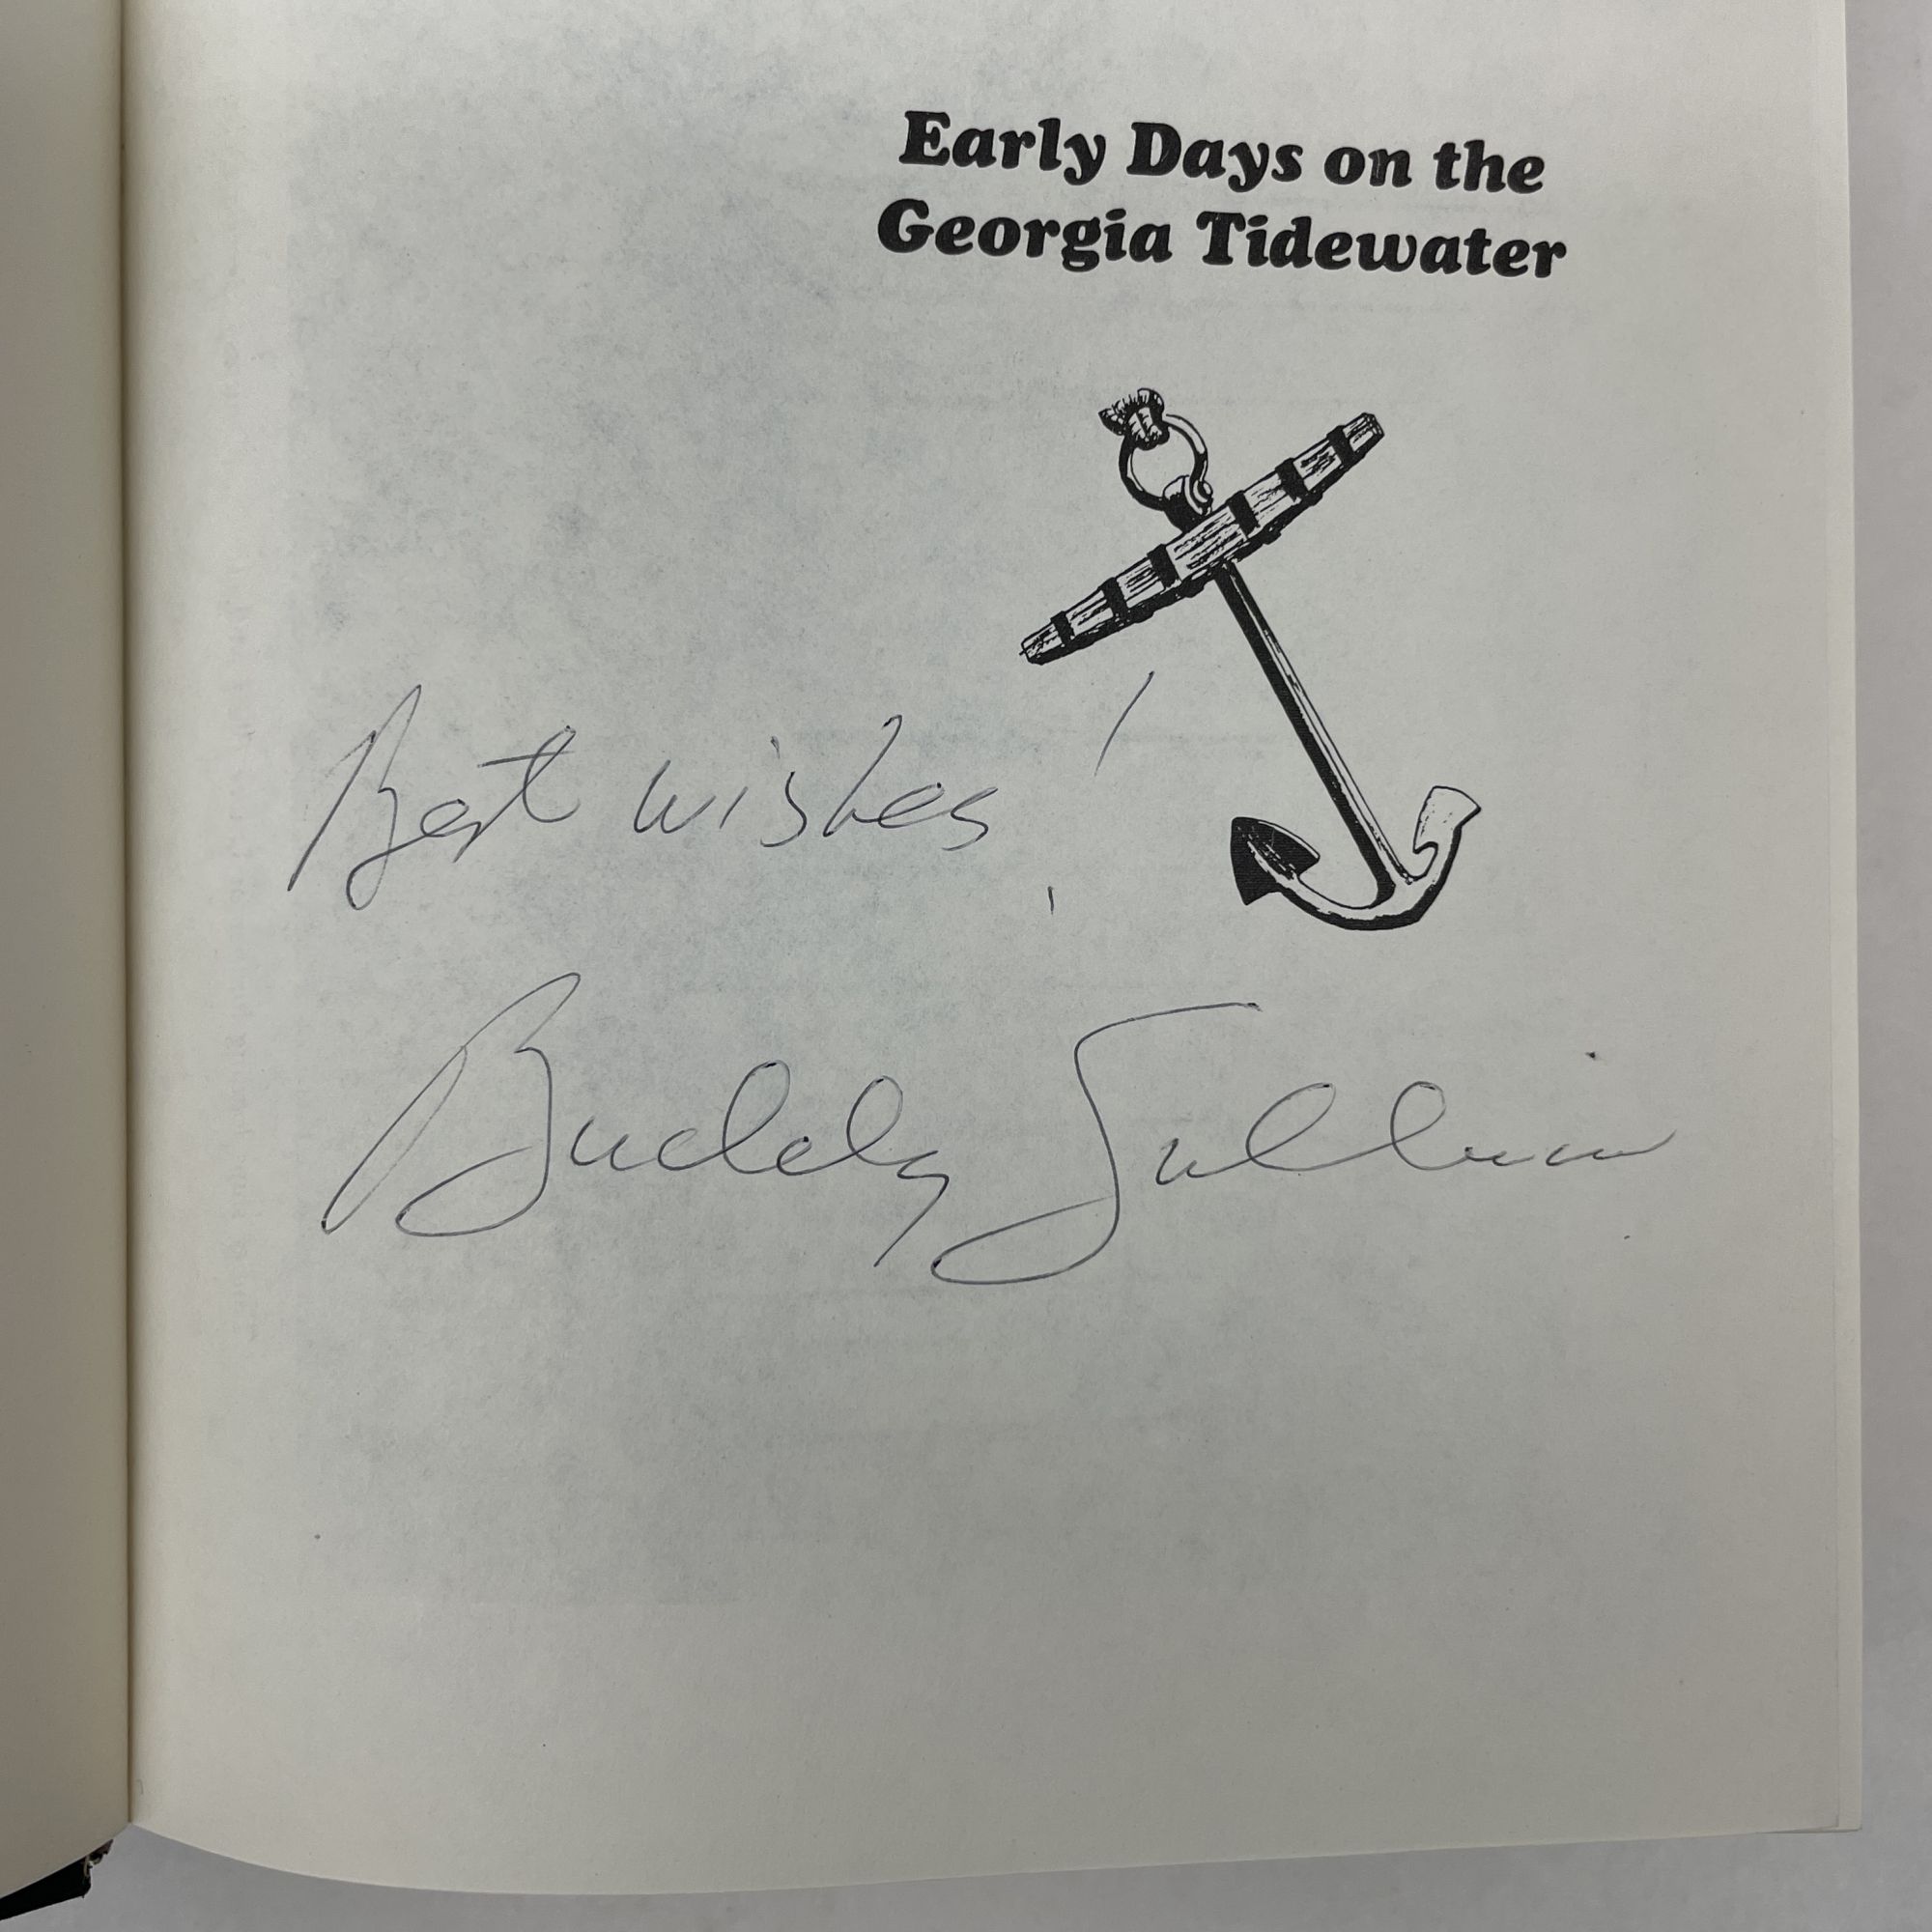 Early Days on the
Georgia Tidewater
Best wishes!
Buddy Sullivan